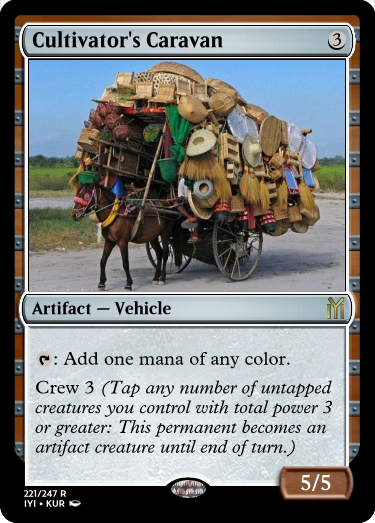 Cultivator's Caravan 3
Artifact — Vehicle
: Add one mana of any color.
Crew 3 (Tap any number of untapped
creatures you control with total power 3
or greater: This permanent becomes an
artifact creature until end of turn.)
5/5
221/247 R
IYI • KUR